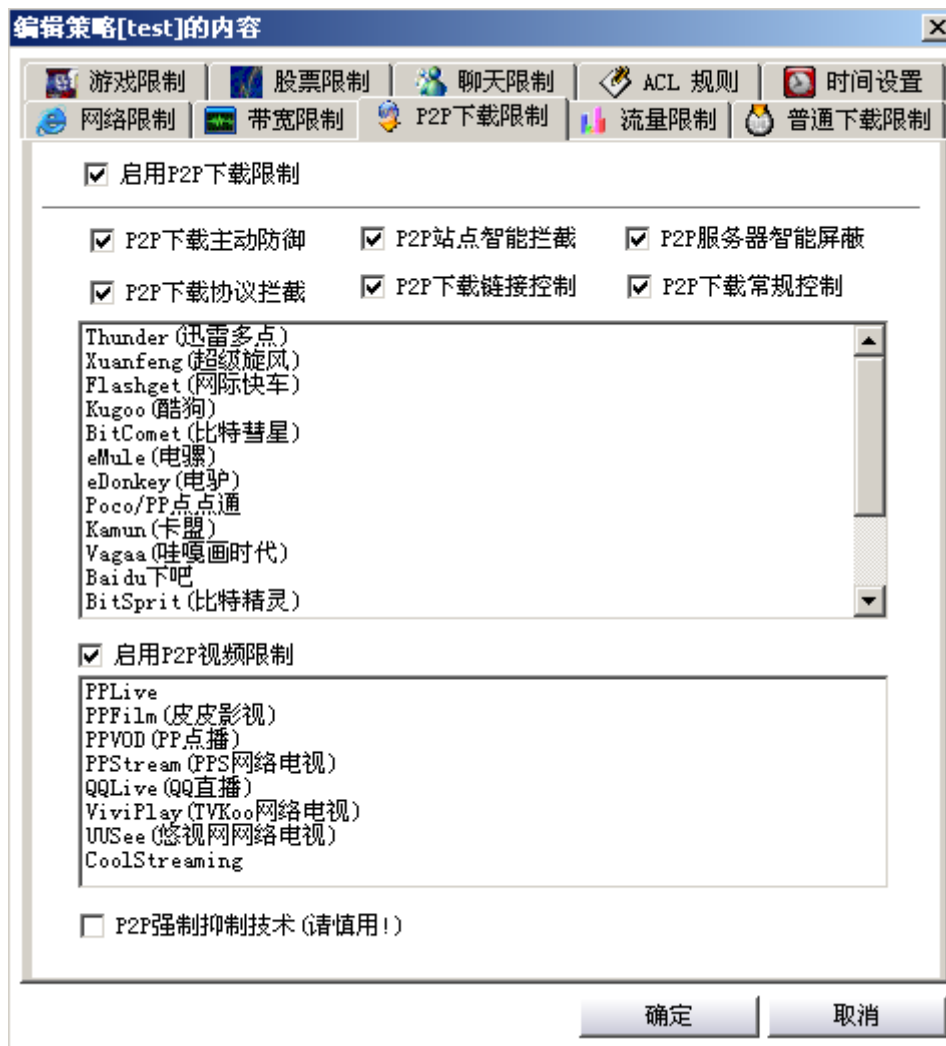 编辑策略[test]的内容
游戏限制 股票限制 聊天限制 ACL 规则 时间设置
网络限制 带宽限制 P2P下载限制 流量限制 普通下载限制
启用P2P下载限制
P2P下载主动防御 P2P站点智能拦截 P2P服务器智能屏蔽
P2P下载协议拦截 P2P下载链接控制 P2P下载常规控制
Thunder(迅雷多点)
Xuanfeng(超级旋风)
Flashget(网际快车)
Kugoo(酷狗)
BitComet(比特彗星)
eMule(电骡)
eDonkey(电驴)
Poco/PP点点通
Kamun(卡盟)
Vagaa(哇嘎画时代)
Baidu下吧
BitSprit(比特精灵)
启用P2P视频限制
PPLive
PPFilm(皮皮影视)
PPVOD(PP点播)
PPStream(PPS网络电视)
QQLive(QQ直播)
ViviPlay(TVKoo网络电视)
UUSee(悠视网网络电视)
CoolStreaming
P2P强制抑制技术(请慎用!)
确定 取消